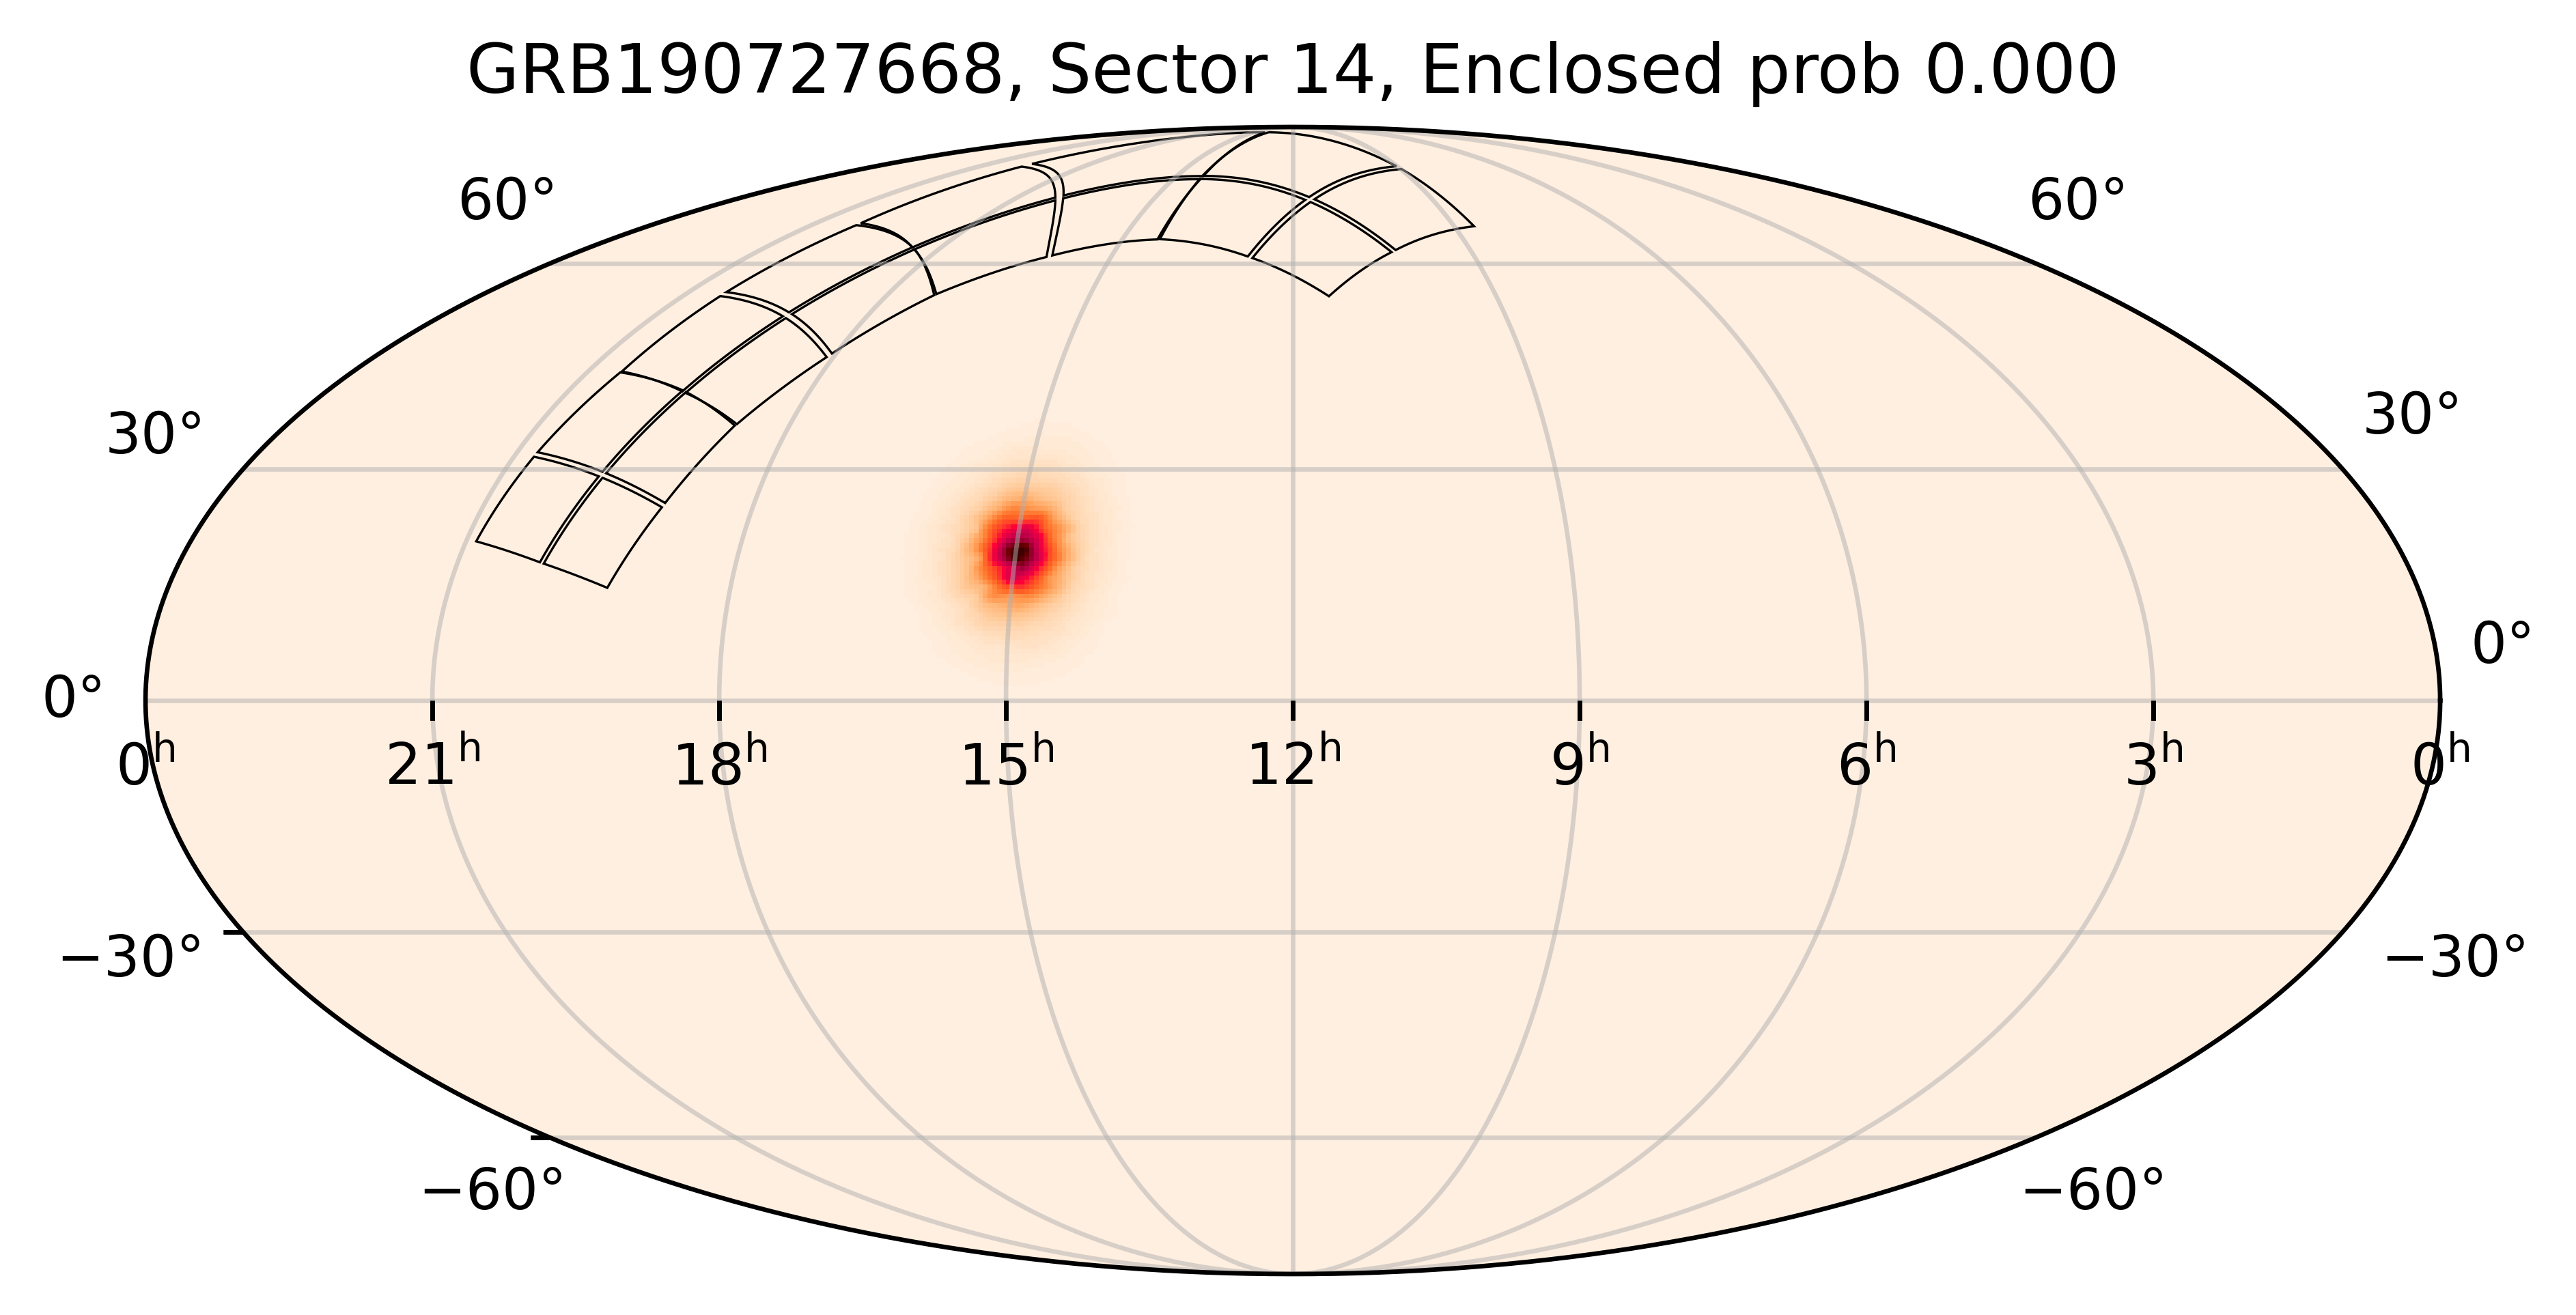 GRB190727668, Sector 14, Enclosed prob 0.000
60° 60°
30° 30°
0° 0°
0ʰ 21ʰ 18ʰ 15ʰ 12ʰ 9ʰ 6ʰ 3ʰ 0ʰ
−30° −30°
−60° −60°